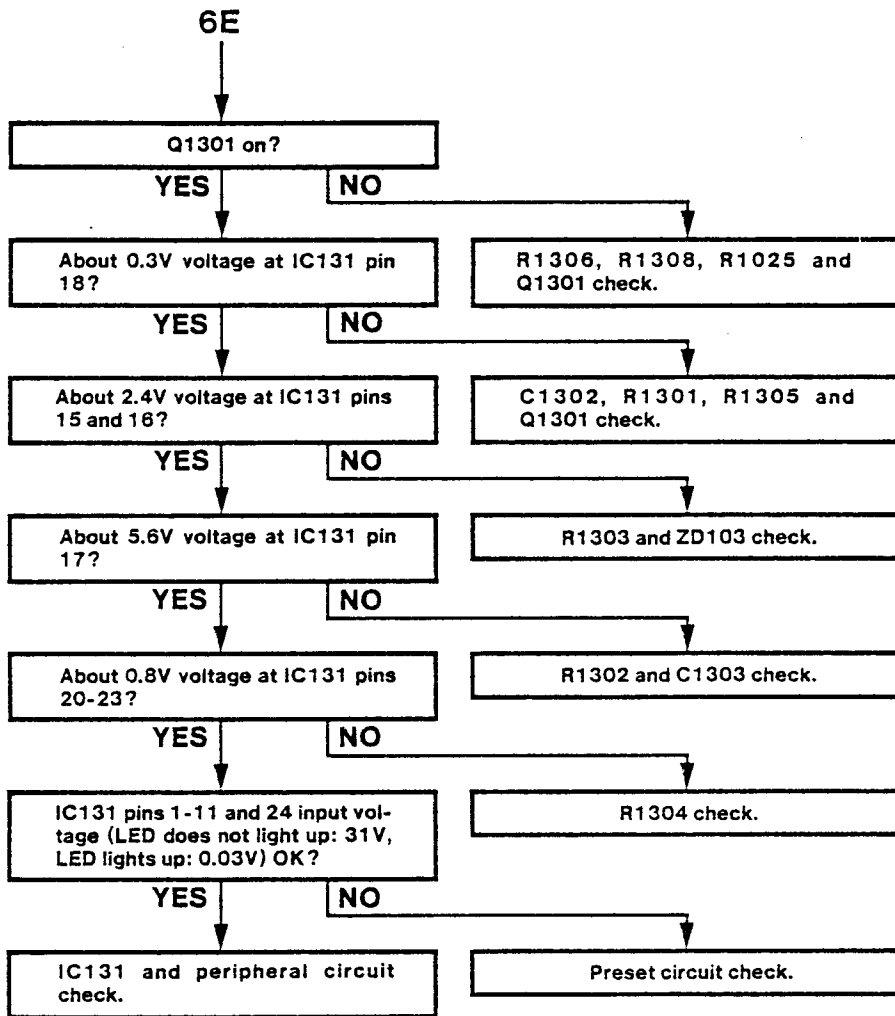 6E
Q1301 on?
YES
NO
About 0.3V voltage at IC131 pin
18?
R1306, R1308, R1025 and
Q1301 check.
YES
NO
About 2.4V voltage at IC131 pins
15 and 16?
C1302, R1301, R1305 and
Q1301 check.
YES
NO
About 5.6V voltage at IC131 pin
17?
R1303 and ZD103 check.
YES
NO
About 0.8V voltage at IC131 pins
20-23?
R1302 and C1303 check.
YES
NO
IC131 pins 1-11 and 24 input vol-
tage (LED does not light up: 31V,
LED lights up: 0.03V) OK?
R1304 check.
YES
NO
IC131 and peripheral circuit
check.
Preset circuit check.